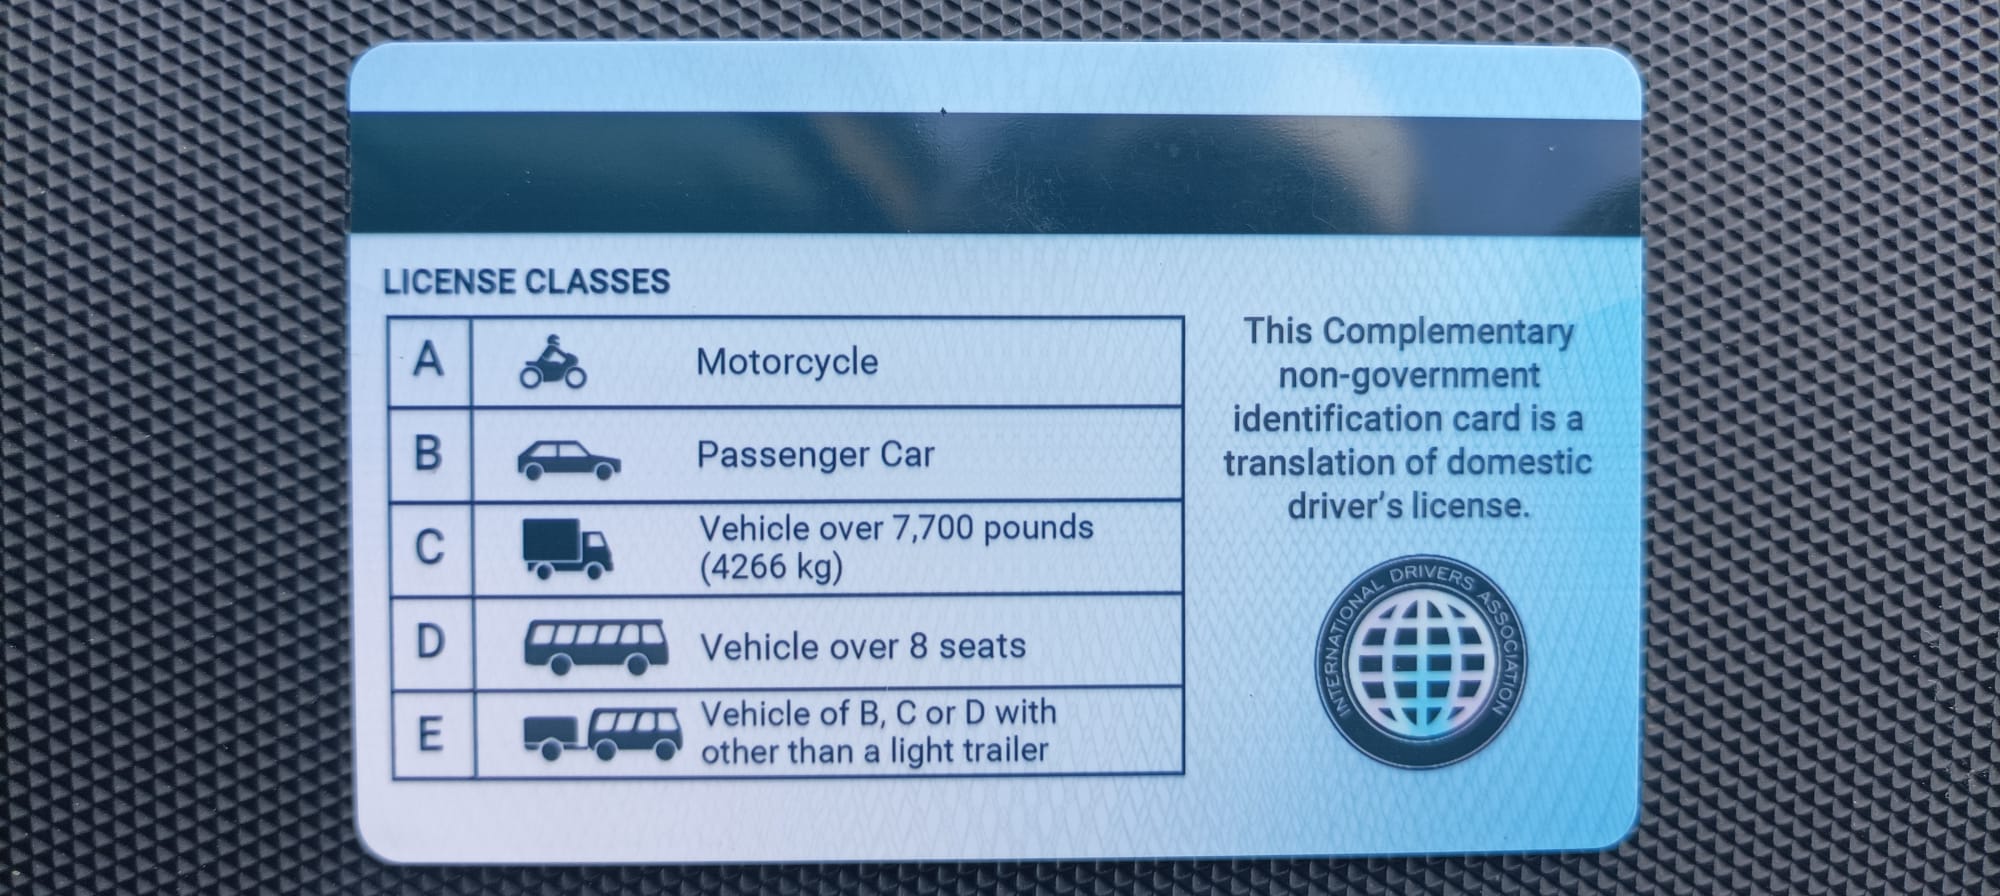 LICENSE CLASSES
A Motorcycle
B Passenger Car
C Vehicle over 7,700 pounds
(4266 kg)
D Vehicle over 8 seats
E Vehicle of B, C or D with
other than a light trailer
This Complementary
non-government
identification card is a
translation of domestic
driver's license.
INTERNATIONAL DRIVERS ASSOCIATION